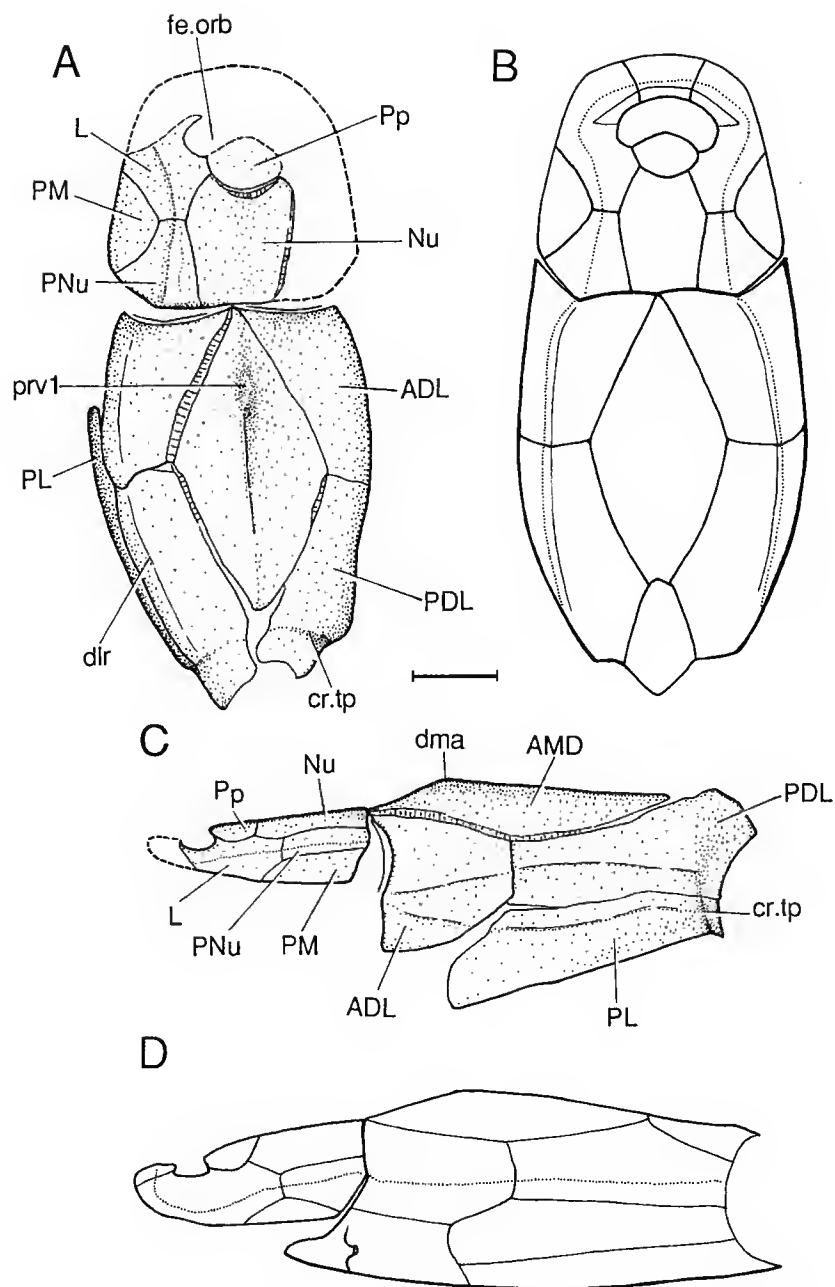 fe.orb
A
B
L
Pp
PM
Nu
PNu
prv1
ADL
PL
PDL
dlr
cr.tp
C
dma
AMD
Nu
Pp
PDL
L
cr.tp
PNu
PM
ADL
PL
D